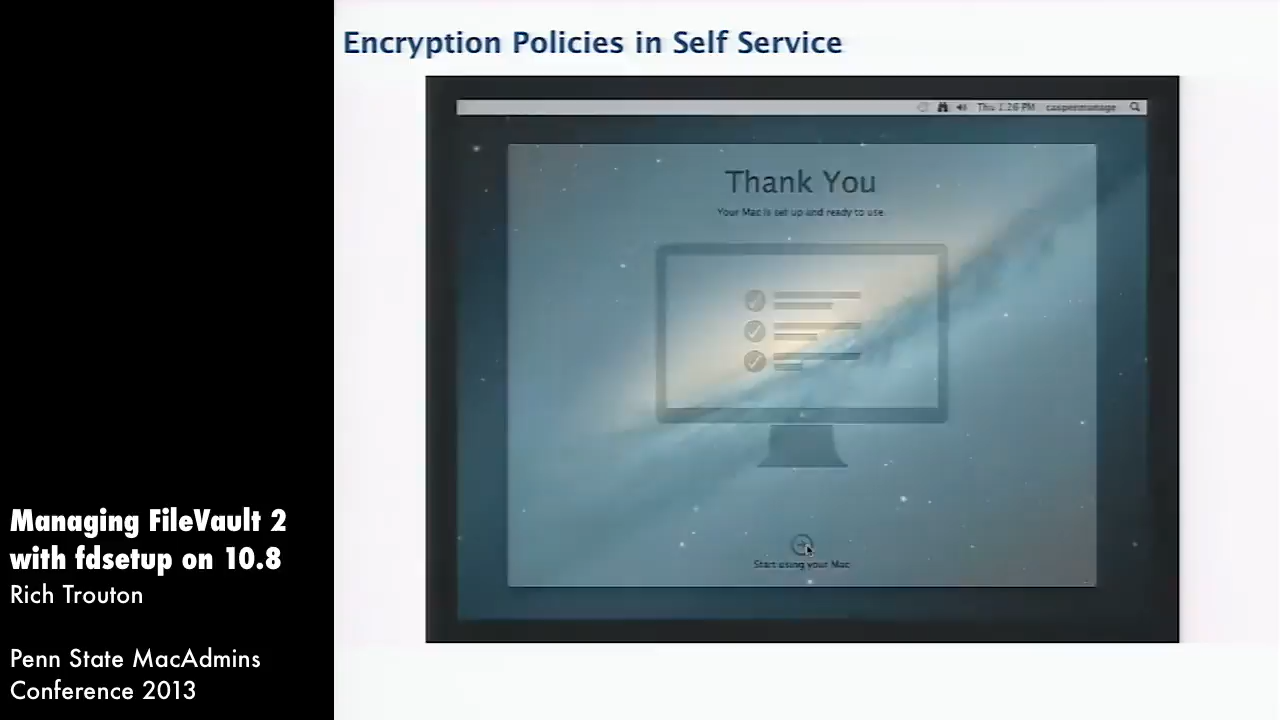 Encryption Policies in Self Service
Thu 1:26 PM caspermanage
Thank You
Your Mac is set up and ready to use.
Start using your Mac
Managing FileVault 2
with fdsetup on 10.8
Rich Trouton
Penn State MacAdmins
Conference 2013